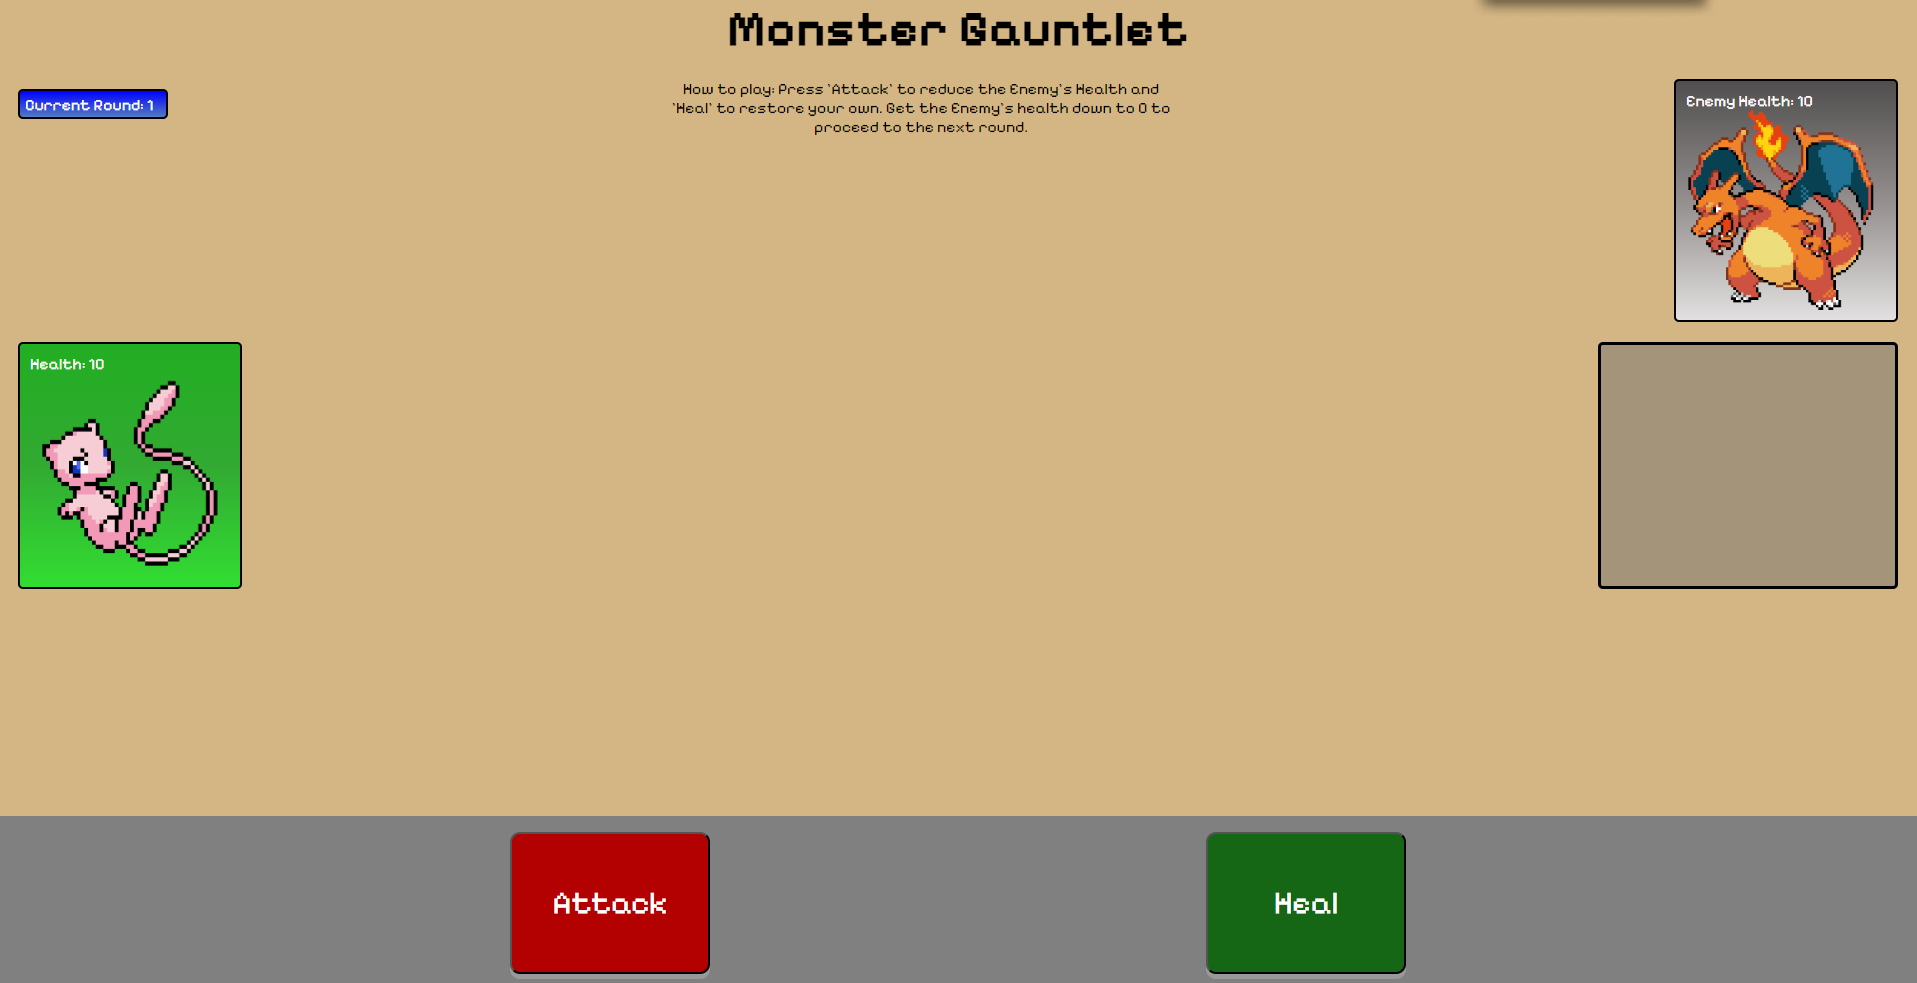 Monster Gauntlet
How to play: Press 'Attack' to reduce the Enemy's Health and
'Heal' to restore your own. Get the Enemy's health down to 0 to
proceed to the next round.
Current Round: 1
Enemy Health: 10
Health: 10
Attack
Heal